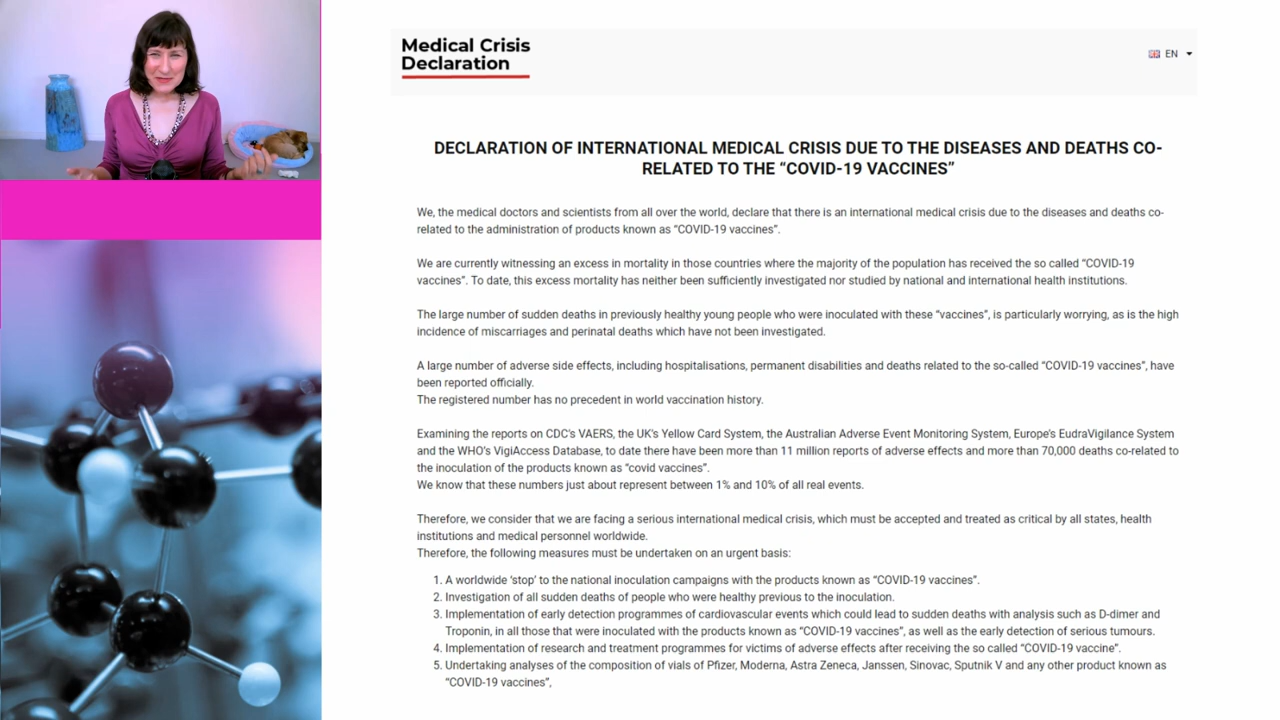 Medical Crisis
Declaration
EN
DECLARATION OF INTERNATIONAL MEDICAL CRISIS DUE TO THE DISEASES AND DEATHS CO-
RELATED TO THE “COVID-19 VACCINES”
We, the medical doctors and scientists from all over the world, declare that there is an international medical crisis due to the diseases and deaths co-
related to the administration of products known as “COVID-19 vaccines”.
We are currently witnessing an excess in mortality in those countries where the majority of the population has received the so called “COVID-19
vaccines”. To date, this excess mortality has neither been sufficiently investigated nor studied by national and international health institutions.
The large number of sudden deaths in previously healthy young people who were inoculated with these “vaccines”, is particularly worrying, as is the high
incidence of miscarriages and perinatal deaths which have not been investigated.
A large number of adverse side effects, including hospitalisations, permanent disabilities and deaths related to the so-called “COVID-19 vaccines”, have
been reported officially.
The registered number has no precedent in world vaccination history.
Examining the reports on CDC’s VAERS, the UK’s Yellow Card System, the Australian Adverse Event Monitoring System, Europe’s EudraVigilance System
and the WHO’s VigiAccess Database, to date there have been more than 11 million reports of adverse effects and more than 70,000 deaths co-related to
the inoculation of the products known as “covid vaccines”.
We know that these numbers just about represent between 1% and 10% of all real events.
Therefore, we consider that we are facing a serious international medical crisis, which must be accepted and treated as critical by all states, health
institutions and medical personnel worldwide.
Therefore, the following measures must be undertaken on an urgent basis:
1. A worldwide ‘stop’ to the national inoculation campaigns with the products known as “COVID-19 vaccines”.
2. Investigation of all sudden deaths of people who were healthy previous to the inoculation.
3. Implementation of early detection programmes of cardiovascular events which could lead to sudden deaths with analysis such as D-dimer and
Troponin, in all those that were inoculated with the products known as “COVID-19 vaccines”, as well as the early detection of serious tumours.
4. Implementation of research and treatment programmes for victims of adverse effects after receiving the so called “COVID-19 vaccine”.
5. Undertaking analyses of the composition of vials of Pfizer, Moderna, Astra Zeneca, Janssen, Sinovac, Sputnik V and any other product known as
“COVID-19 vaccines”,